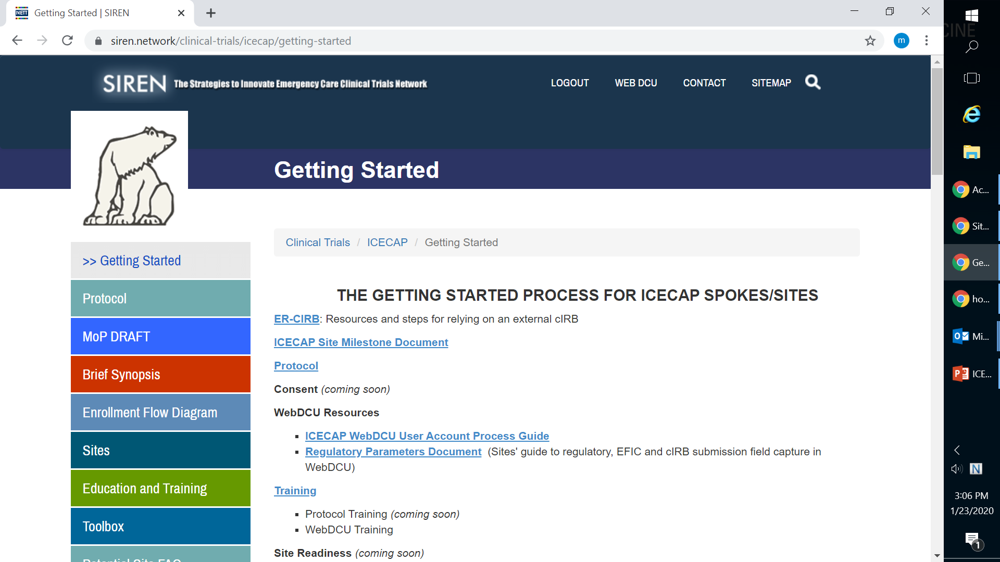 NETT
Getting Started | SIREN
siren.network/clinical-trials/icecap/getting-started
m
SIREN The Strategies to Innovate Emergency Care Clinical Trials Network
LOGOUT WEB DCU CONTACT SITEMAP
Getting Started
Clinical Trials / ICECAP / Getting Started
>> Getting Started
Protocol
MoP DRAFT
Brief Synopsis
Enrollment Flow Diagram
Sites
Education and Training
Toolbox
Potential Site FAQ
THE GETTING STARTED PROCESS FOR ICECAP SPOKES/SITES
ER-CIRB: Resources and steps for relying on an external cIRB
ICECAP Site Milestone Document
Protocol
Consent (coming soon)
WebDCU Resources
ICECAP WebDCU User Account Process Guide
Regulatory Parameters Document (Sites' guide to regulatory, EFIC and cIRB submission field capture in
WebDCU)
Training
Protocol Training (coming soon)
WebDCU Training
Site Readiness (coming soon)
CINE
Ac...
Sit...
Ge...
ho...
Mi...
ICE...
N
3:06 PM
1/23/2020
1